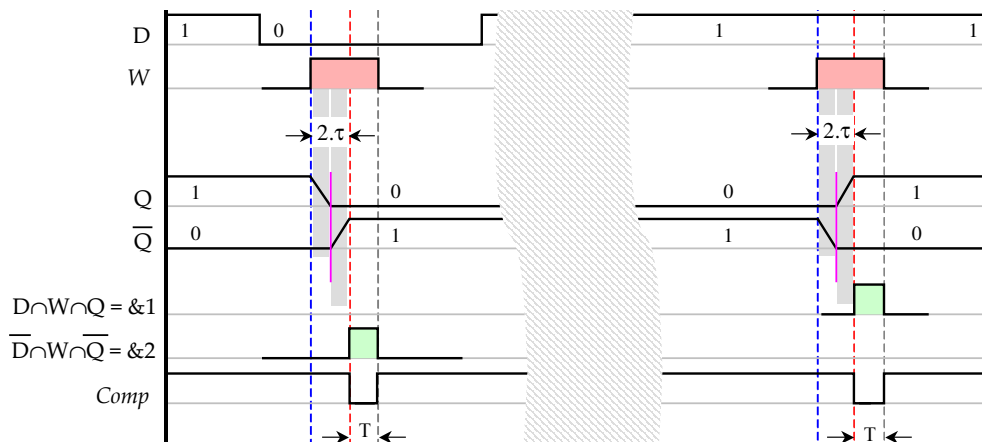 D 1 0 1 1
W
2.τ 2.τ
Q 1 0 0 1
Q̅ 0 1 1 0
D∩W∩Q = &1
D̅∩W∩Q̅ = &2
Comp
T T